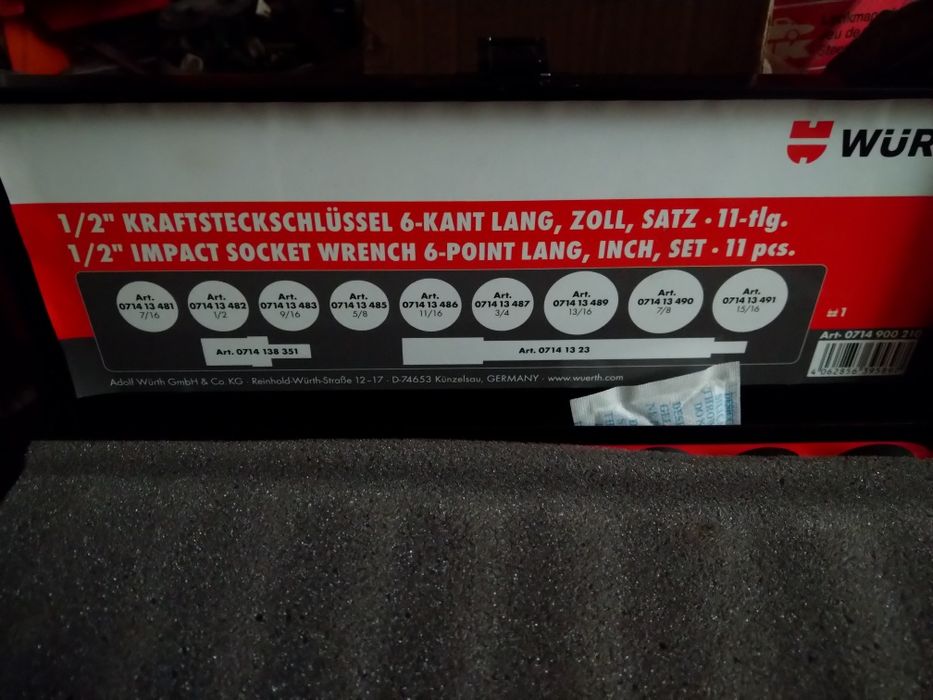 WÜR
1/2" KRAFTSTECKSCHLÜSSEL 6-KANT LANG, ZOLL, SATZ · 11-tlg.
1/2" IMPACT SOCKET WRENCH 6-POINT LANG, INCH, SET · 11 pcs.
Art.
0714 13 481
7/16
Art.
0714 13 482
1/2
Art.
0714 13 483
9/16
Art.
0714 13 485
5/8
Art.
0714 13 486
11/16
Art.
0714 13 487
3/4
Art.
0714 13 489
13/16
Art.
0714 13 490
7/8
Art.
0714 13 491
15/16
1
Art. 0714 138 351
Art. 0714 13 23
Art. 0714 900 210
Adolf Würth GmbH & Co. KG · Reinhold-Würth-Straße 12-17 · D-74653 Künzelsau, GERMANY · www.wuerth.com